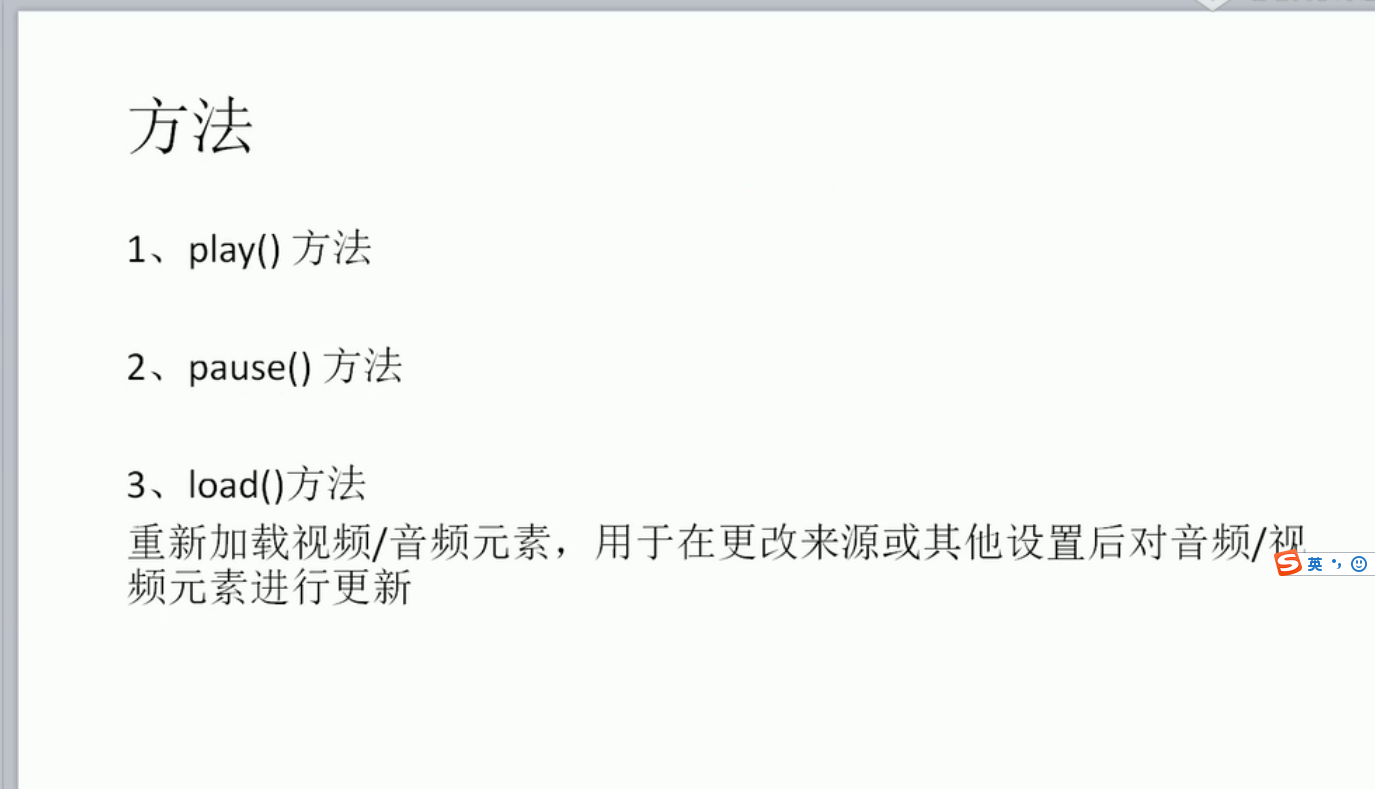 方法
1、play() 方法
2、pause() 方法
3、load()方法
重新加载视频/音频元素，用于在更改来源或其他设置后对音频/视
频元素进行更新
英